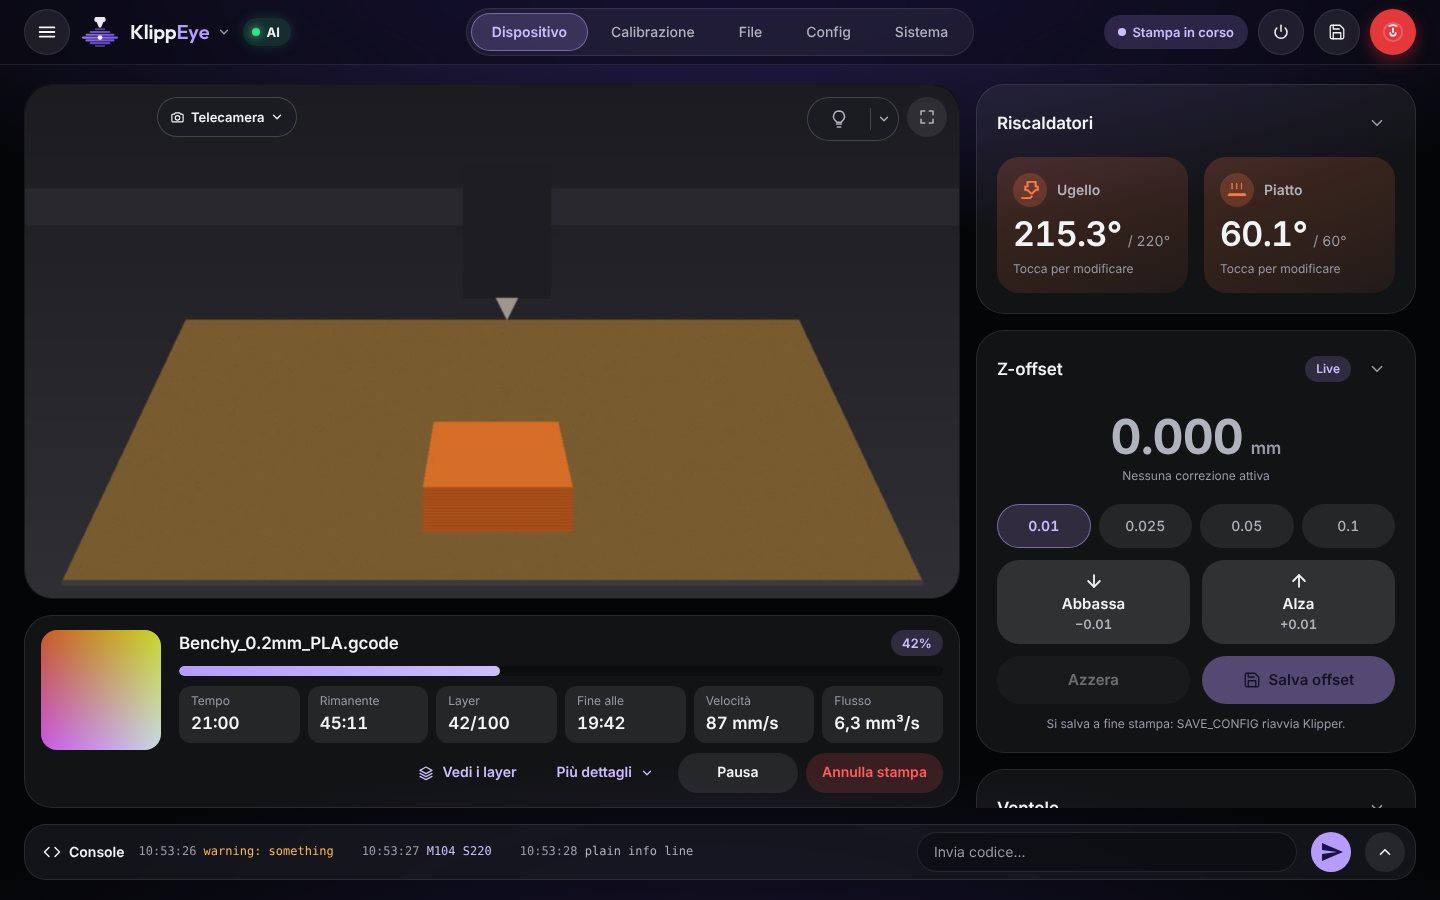 KlippEye
AI
Dispositivo
Calibrazione
File
Config
Sistema
Stampa in corso
Telecamera
Riscaldatori
Ugello
215.3° / 220°
Tocca per modificare
Piatto
60.1° / 60°
Tocca per modificare
Z-offset
Live
0.000 mm
Nessuna correzione attiva
0.01
0.025
0.05
0.1
Abbassa
−0.01
Alza
+0.01
Azzera
Salva offset
Si salva a fine stampa: SAVE_CONFIG riavvia Klipper.
Benchy_0.2mm_PLA.gcode
42%
Tempo
21:00
Rimanente
45:11
Layer
42/100
Fine alle
19:42
Velocità
87 mm/s
Flusso
6,3 mm³/s
Vedi i layer
Più dettagli
Pausa
Annulla stampa
Console
10:53:26 warning: something
10:53:27 M104 S220
10:53:28 plain info line
Invia codice...